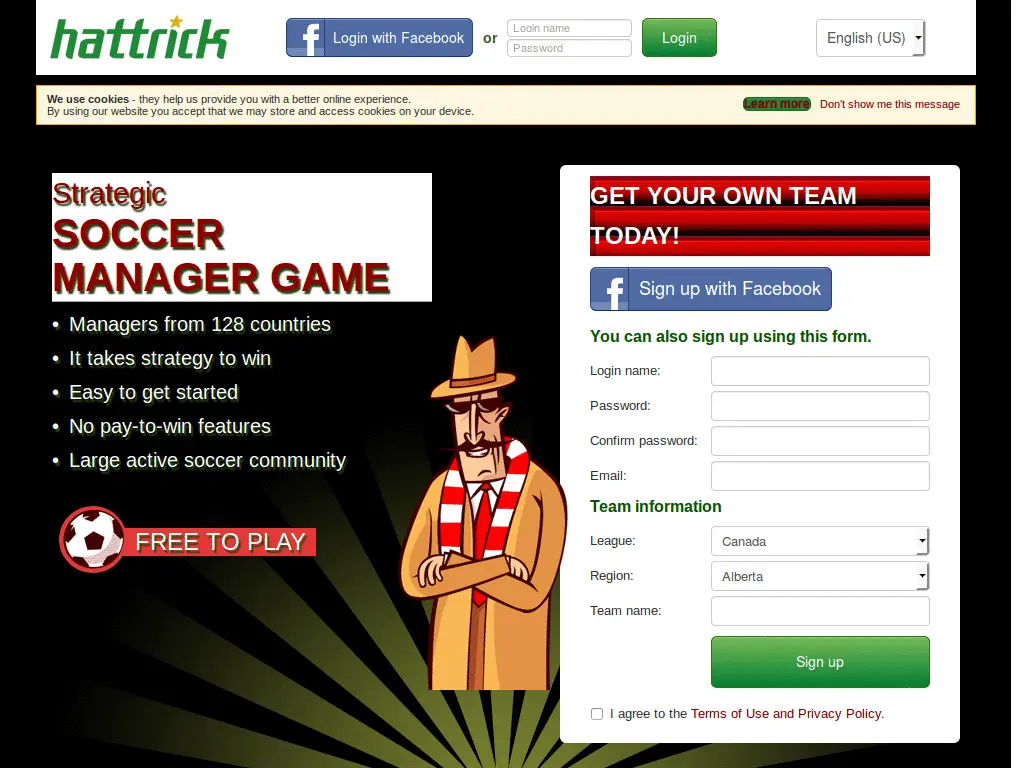 hattrick
Login with Facebook
or
Login name
Password
Login
English (US)
We use cookies - they help us provide you with a better online experience.
By using our website you accept that we may store and access cookies on your device.
Learn more
Don't show me this message
Strategic
SOCCER
MANAGER GAME
• Managers from 128 countries
• It takes strategy to win
• Easy to get started
• No pay-to-win features
• Large active soccer community
FREE TO PLAY
GET YOUR OWN TEAM
TODAY!
Sign up with Facebook
You can also sign up using this form.
Login name:
Password:
Confirm password:
Email:
Team information
League: Canada
Region: Alberta
Team name:
Sign up
I agree to the Terms of Use and Privacy Policy.